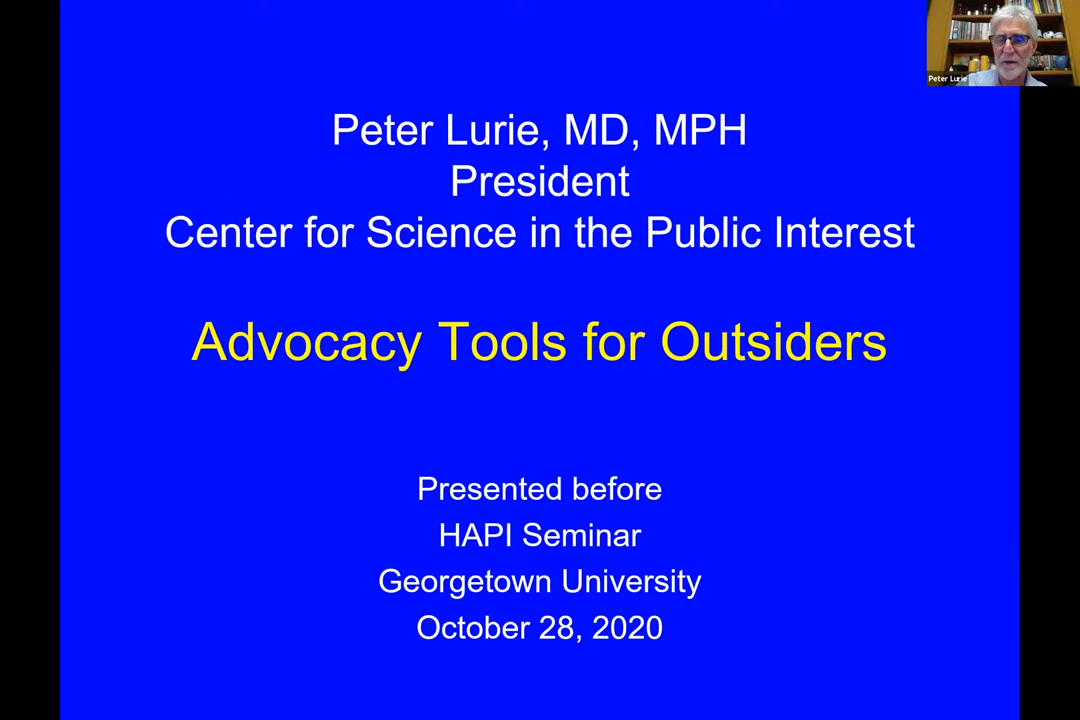 Peter Lurie
Peter Lurie, MD, MPH
President
Center for Science in the Public Interest
Advocacy Tools for Outsiders
Presented before
HAPI Seminar
Georgetown University
October 28, 2020